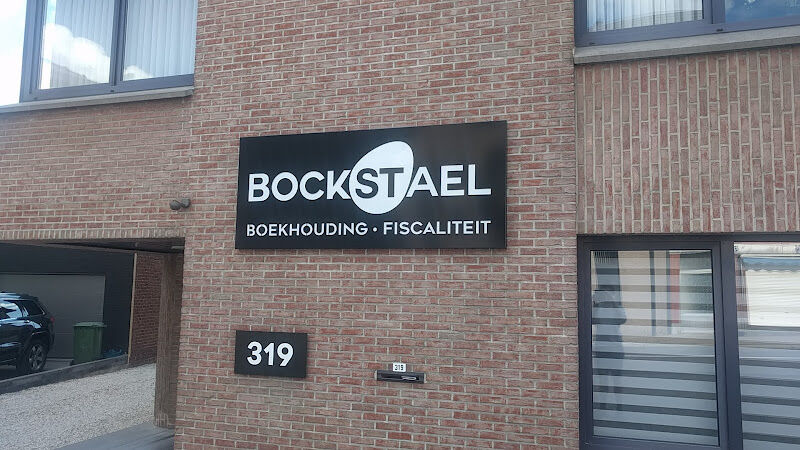 BOCKSTAEL
BOEKHOUDING • FISCALITEIT
319
319